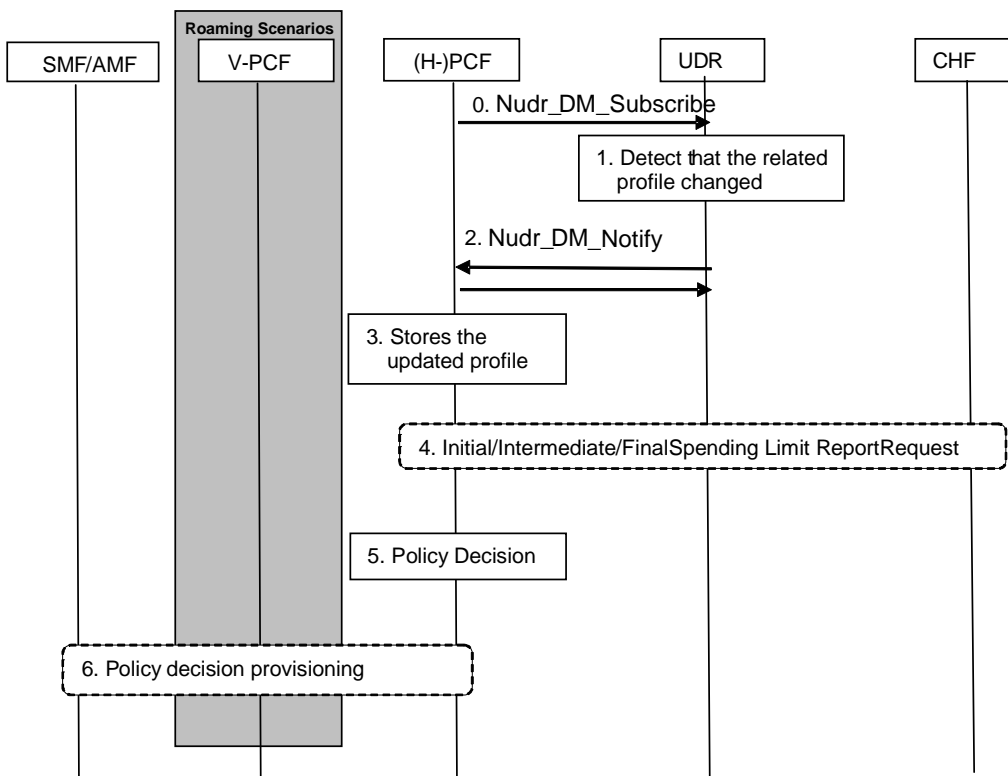 Roaming Scenarios
SMF/AMF
V-PCF
(H-)PCF
UDR
CHF
0. Nudr_DM_Subscribe
1. Detect that the related
profile changed
2. Nudr_DM_Notify
3. Stores the
updated profile
4. Initial/Intermediate/FinalSpending Limit ReportRequest
5. Policy Decision
6. Policy decision provisioning